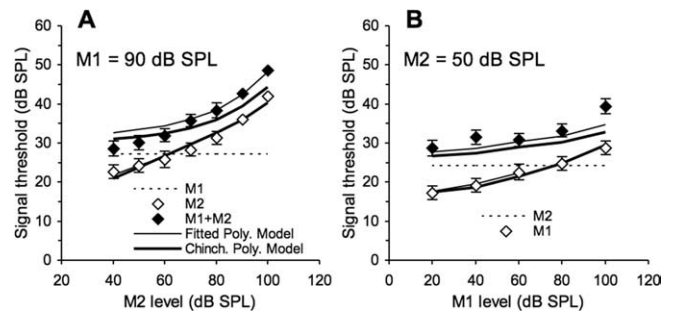 A
M1 = 90 dB SPL
Signal threshold (dB SPL)
60
50
40
30
20
10
0
M1
M2
M1+M2
Fitted Poly. Model
Chinch. Poly. Model
20 40 60 80 100 120
M2 level (dB SPL)
B
M2 = 50 dB SPL
Signal threshold (dB SPL)
60
50
40
30
20
10
0
M2
M1
0 20 40 60 80 100 120
M1 level (dB SPL)